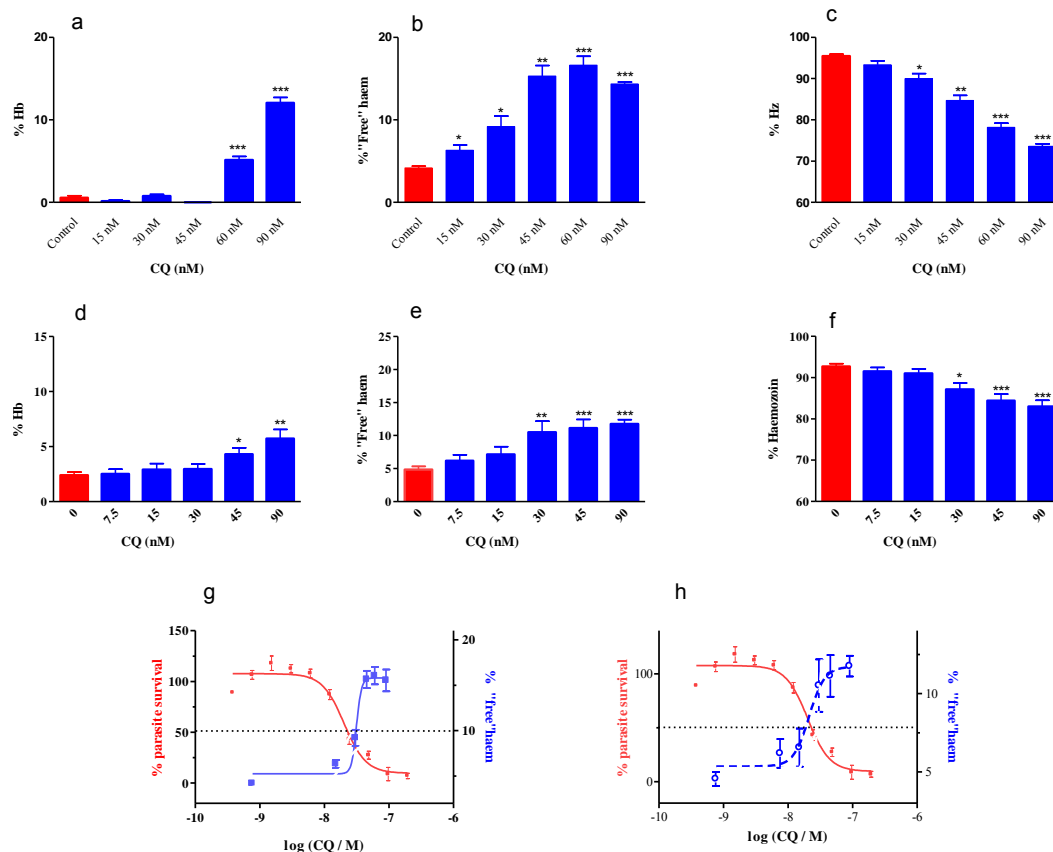 a
% Hb
20
10
0
***
***
Control
15 nM
30 nM
45 nM
60 nM
90 nM
CQ (nM)
b
% "Free" haem
20
10
0
*
*
**
***
***
Control
15 nM
30 nM
45 nM
60 nM
90 nM
CQ (nM)
c
% Hz
100
90
80
70
60
*
**
***
***
Control
15 nM
30 nM
45 nM
60 nM
90 nM
CQ (nM)
d
% Hb
15
10
5
0
*
**
0
7.5
15
30
45
90
CQ (nM)
e
% "Free" haem
25
20
15
10
5
0
**
***
***
0
7.5
15
30
45
90
CQ (nM)
f
% Haemozoin
100
90
80
70
60
*
***
***
0
7.5
15
30
45
90
CQ (nM)
g
% parasite survival
150
100
75
50
25
0
20
10
% "free"haem
-10
-9
-8
-7
-6
log (CQ / M)
h
% parasite survival
100
0
10
5
% "free"haem
-10
-9
-8
-7
-6
log (CQ / M)